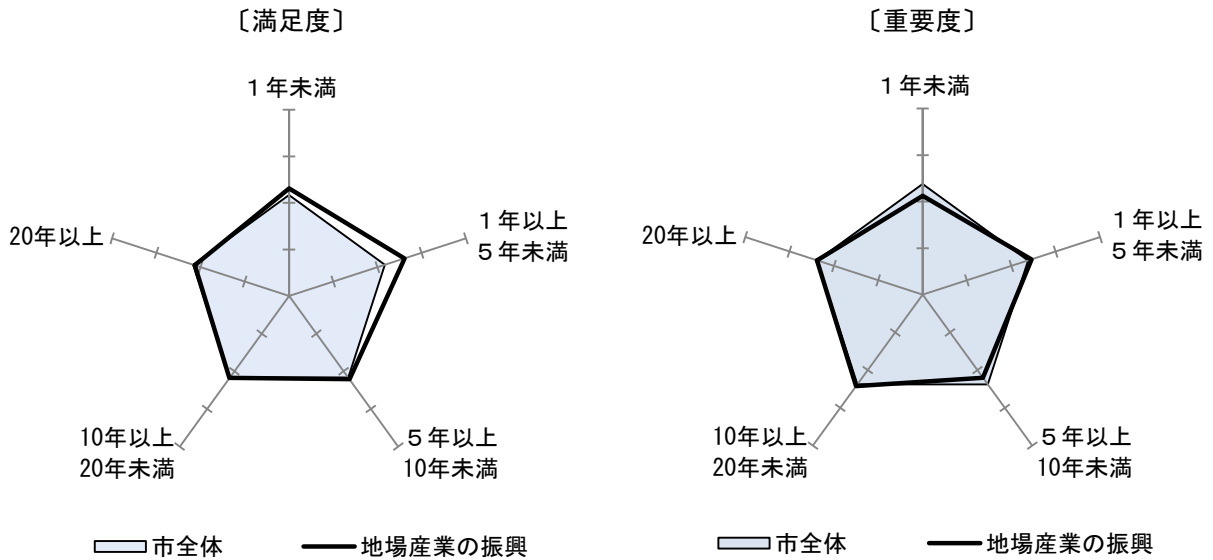 〔満足度〕
１年未満
１年以上
５年未満
５年以上
10年未満
10年以上
20年未満
20年以上
市全体
地場産業の振興
〔重要度〕
１年未満
１年以上
５年未満
５年以上
10年未満
10年以上
20年未満
20年以上
市全体
地場産業の振興